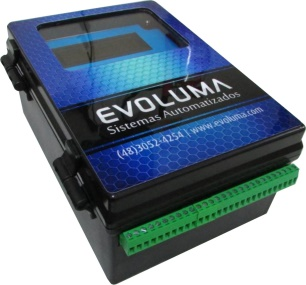 EVOLUMA
Sistemas Automatizados
(48)3052-4254 | www.evoluma.com